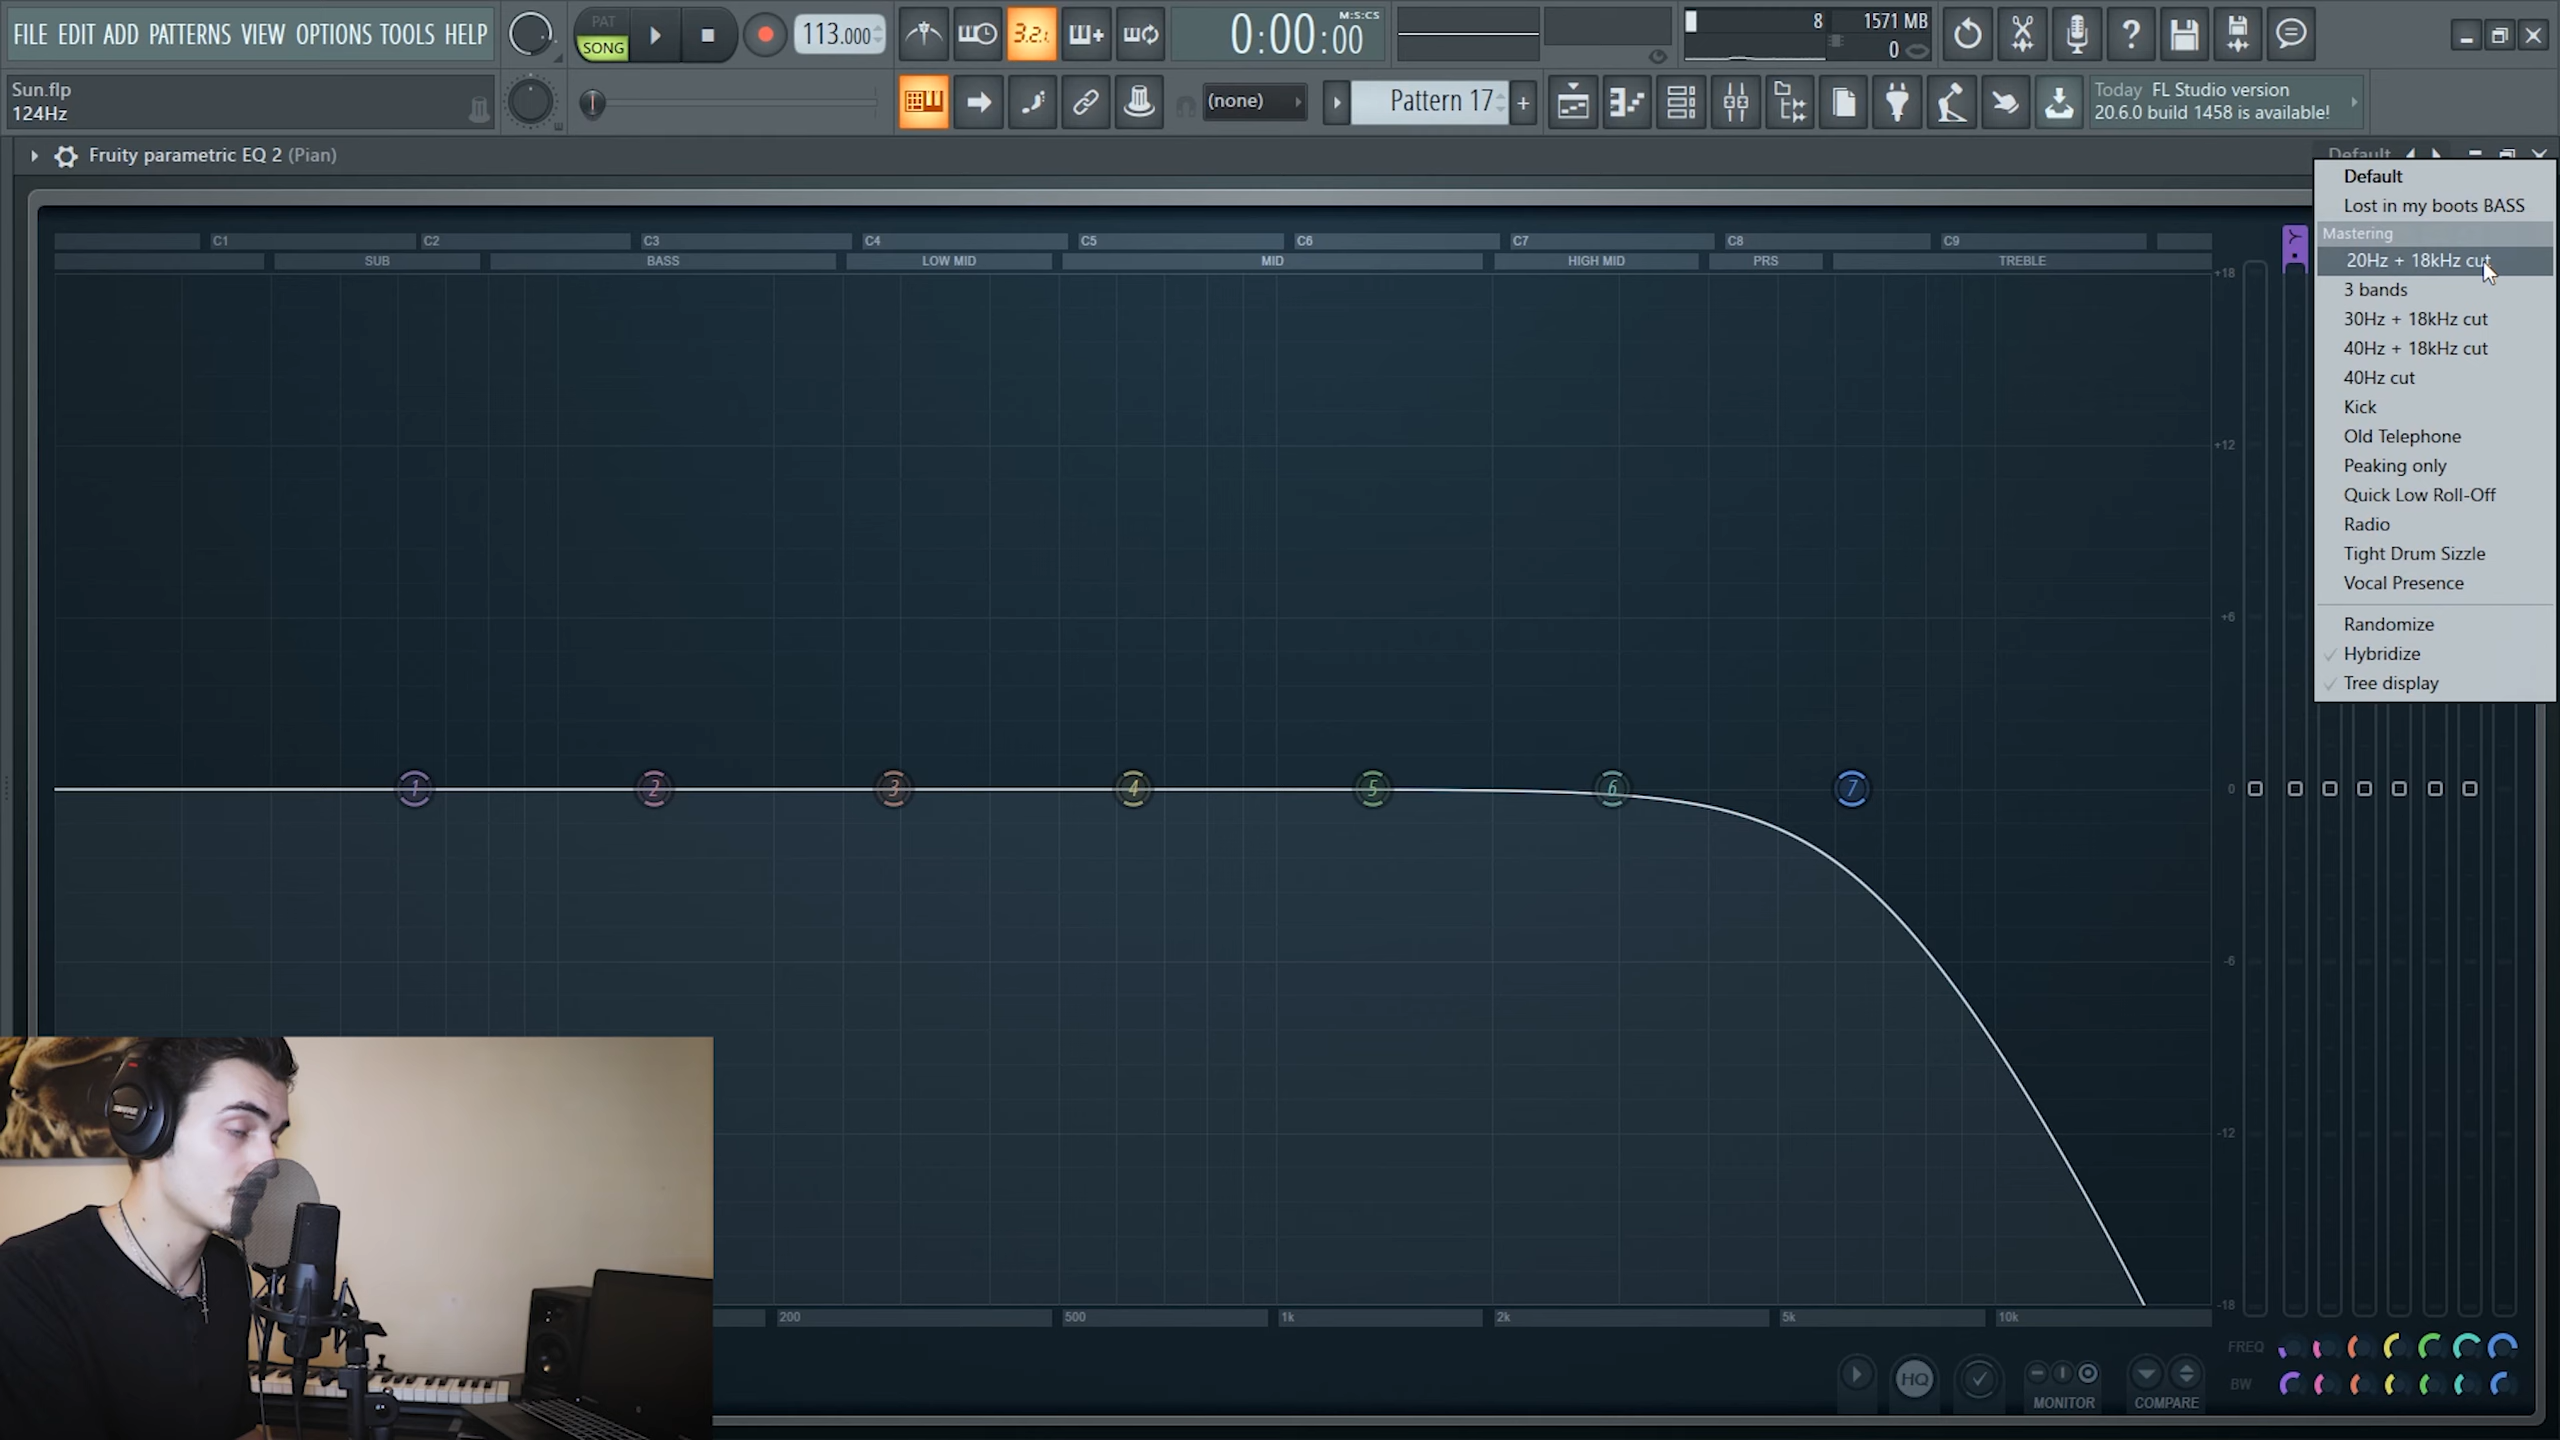 FILE EDIT ADD PATTERNS VIEW OPTIONS TOOLS HELP
PAT
SONG
113.000
3.2.
0:00:00
M:S:CS
8
1571 MB
0
Sun.flp
124Hz
(none)
Pattern 17
+
Today FL Studio version
20.6.0 build 1458 is available!
Fruity parametric EQ 2 (Pian)
Default
Default
Lost in my boots BASS
Mastering
20Hz + 18kHz cut
3 bands
30Hz + 18kHz cut
40Hz + 18kHz cut
40Hz cut
Kick
Old Telephone
Peaking only
Quick Low Roll-Off
Radio
Tight Drum Sizzle
Vocal Presence
Randomize
Hybridize
Tree display
C1 C2 C3 C4 C5 C6 C7 C8 C9
SUB BASS LOW MID MID HIGH MID PRS TREBLE
+18
+12
+6
0
-6
-12
-18
1 2 3 4 5 6 7
200 500 1k 2k 5k 10k
FREQ
BW
HQ
MONITOR
COMPARE